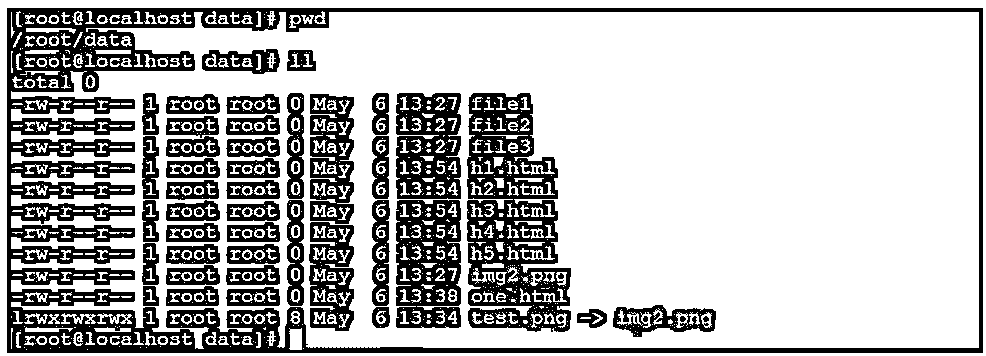 [root@localhost data]# pwd
/root/data
[root@localhost data]# ll
total 0
-rw-r--r-- 1 root root 0 May  6 13:27 file1
-rw-r--r-- 1 root root 0 May  6 13:27 file2
-rw-r--r-- 1 root root 0 May  6 13:27 file3
-rw-r--r-- 1 root root 0 May  6 13:54 h1.html
-rw-r--r-- 1 root root 0 May  6 13:54 h2.html
-rw-r--r-- 1 root root 0 May  6 13:54 h3.html
-rw-r--r-- 1 root root 0 May  6 13:54 h4.html
-rw-r--r-- 1 root root 0 May  6 13:54 h5.html
-rw-r--r-- 1 root root 0 May  6 13:27 img2.png
-rw-r--r-- 1 root root 0 May  6 13:38 one.html
lrwxrwxrwx 1 root root 8 May  6 13:34 test.png -> img2.png
[root@localhost data]#